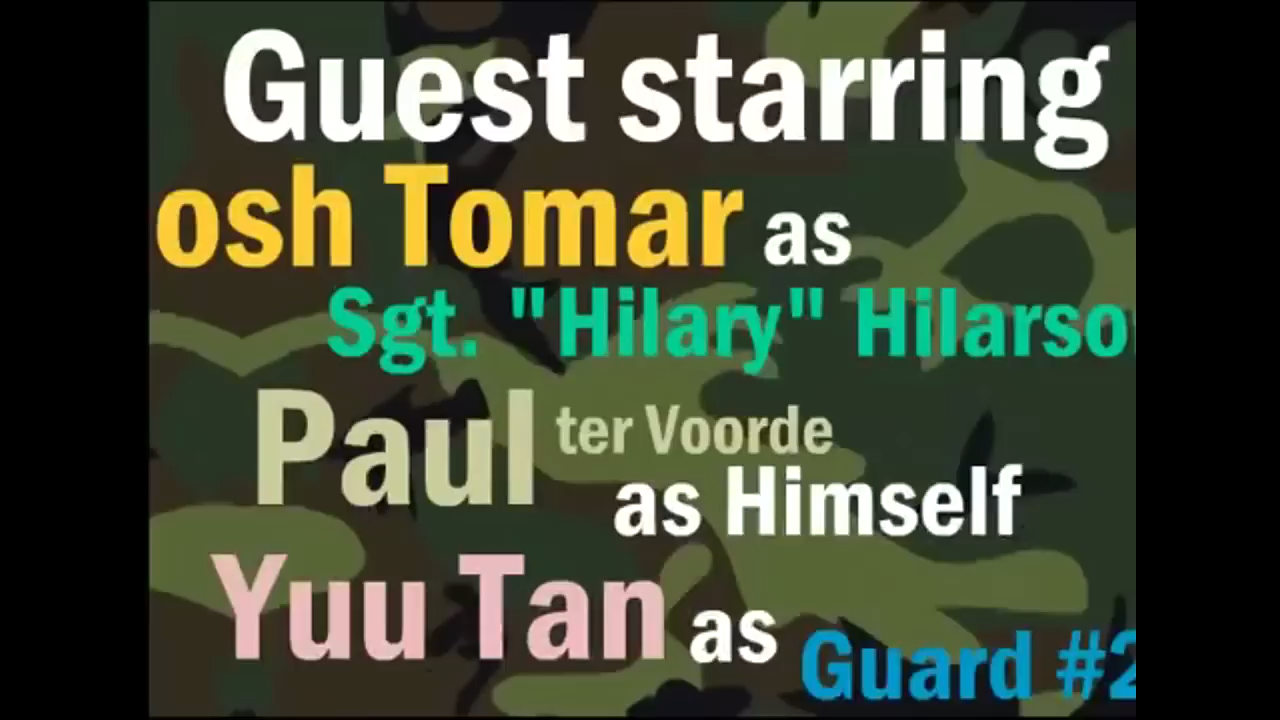 Guest starring
osh Tomar as
Sgt. "Hilary" Hilarso
Paul ter Voorde
as Himself
Yuu Tan as
Guard #2